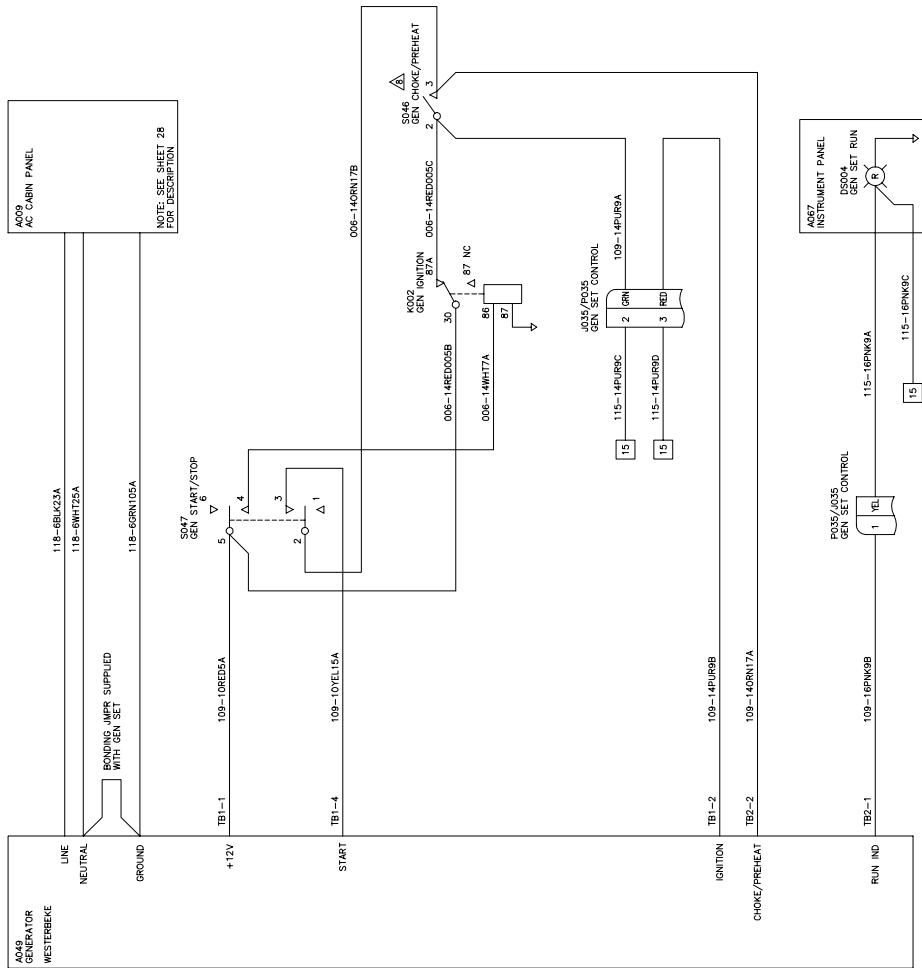 A009
AC CABIN PANEL
NOTE: SEE SHEET 28
FOR DESCRIPTION
118-6BLK23A
118-6WHT25A
118-6GRN105A
BONDING JMPR SUPPLIED
WITH GEN SET
A049
GENERATOR
WESTERBEKE
LINE
NEUTRAL
GROUND
+12V
START
IGNITION
CHOKE/PREHEAT
RUN IND
TB1-1
TB1-4
TB1-2
TB2-2
TB2-1
109-10RED5A
109-10YEL15A
109-14PUR9B
109-14ORN17A
109-16PNK9B
S047
GEN START/STOP
6
5
4
3
2
1
006-14ORN17B
006-14RED005C
006-14RED005B
006-14WHT7A
K002
GEN IGNITION
87A
87 NC
30
86
87
S046
GEN CHOKE/PREHEAT
8
3
2
109-14PUR9A
J035/P035
GEN SET CONTROL
2 GRN
3 RED
115-14PUR9C
115-14PUR9D
15
15
P035/J035
GEN SET CONTROL
1 YEL
115-16PNK9A
115-16PNK9C
15
A067
INSTRUMENT PANEL
DS004
GEN SET RUN
R